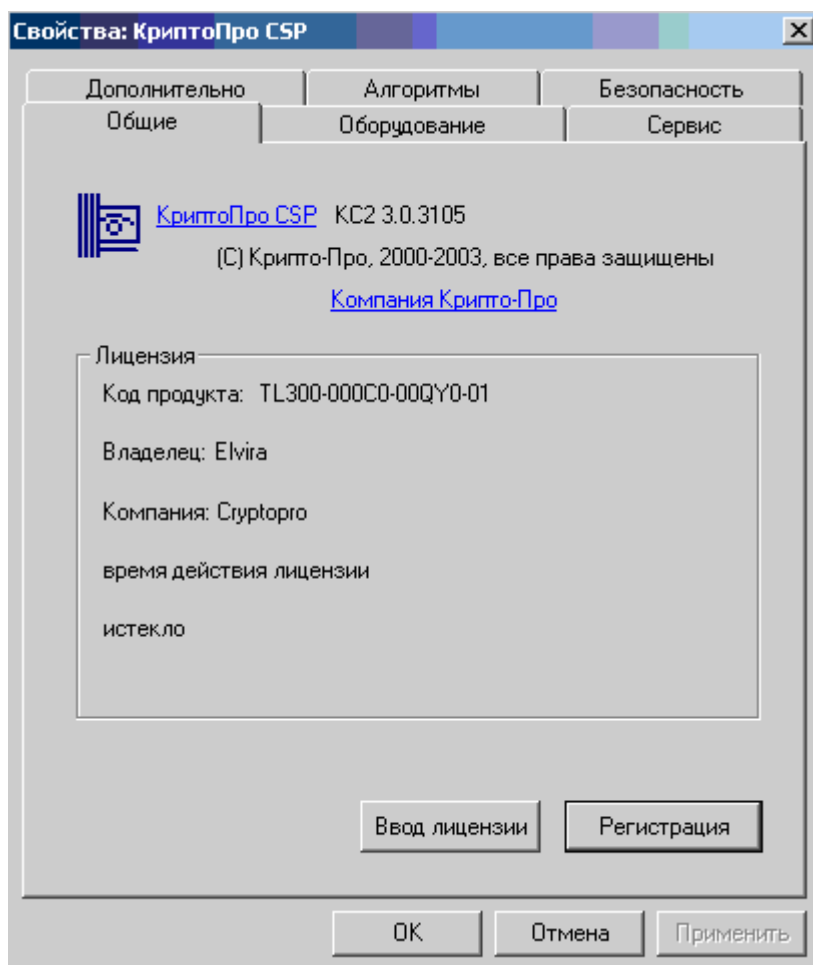 Свойства: КриптоПро CSP
Дополнительно Алгоритмы Безопасность
Общие Оборудование Сервис
КриптоПро CSP КС2 3.0.3105
(C) Крипто-Про, 2000-2003, все права защищены
Компания Крипто-Про
Лицензия
Код продукта: TL300-000C0-00QY0-01
Владелец: Elvira
Компания: Cryptopro
время действия лицензии
истекло
Ввод лицензии Регистрация
OK Отмена Применить